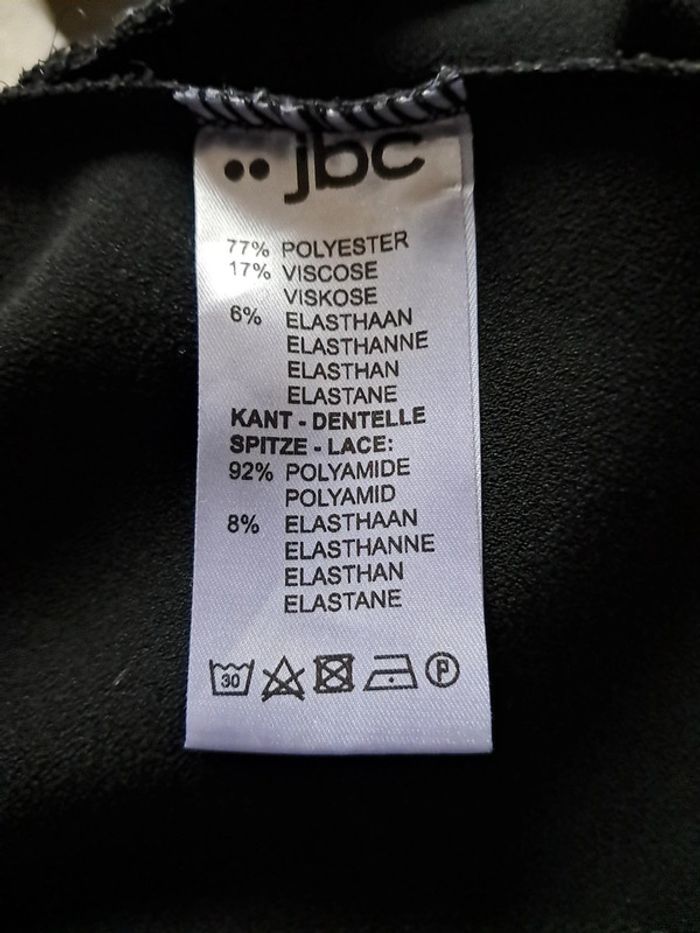 jbc
77% POLYESTER
17% VISCOSE
VISKOSE
6% ELASTHAAN
ELASTHANNE
ELASTHAN
ELASTANE
KANT - DENTELLE
SPITZE - LACE:
92% POLYAMIDE
POLYAMID
8% ELASTHAAN
ELASTHANNE
ELASTHAN
ELASTANE
30 P